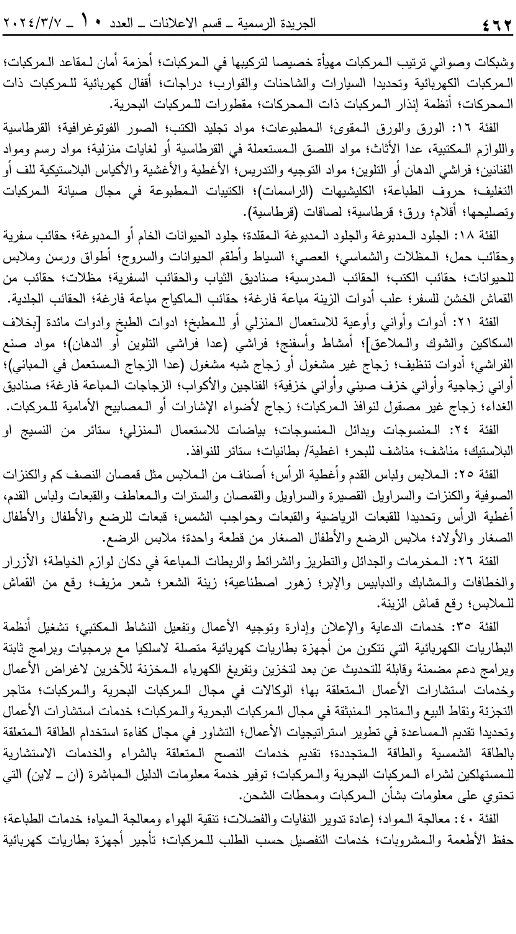 ٤٦٢ الجريدة الرسمية ــ قسم الاعلانات ــ العدد ١٠ ــ ٢٠٢٤/٣/٧
وشبكات وصواني ترتيب المركبات مهيأة خصيصا لتركيبها في المركبات؛ أحزمة أمان لمقاعد المركبات؛
المركبات الكهربائية وتحديدا السيارات والشاحنات والقوارب؛ دراجات؛ أقفال كهربائية للمركبات ذات
المحركات؛ أنظمة إنذار المركبات ذات المحركات؛ مقطورات للمركبات البحرية.
الفئة ١٦: الورق والورق المقوى؛ المطبوعات؛ مواد تجليد الكتب؛ الصور الفوتوغرافية؛ القرطاسية
واللوازم المكتبية، عدا الأثاث؛ مواد اللصق المستعملة في القرطاسية أو لغايات منزلية؛ مواد رسم ومواد
الفنانين؛ فراشي الدهان أو التلوين؛ مواد التوجيه والتدريس؛ الأغطية والأغشية والأكياس البلاستيكية للف أو
التغليف؛ حروف الطباعة؛ الكليشيهات (الراسمات)؛ الكتيبات المطبوعة في مجال صيانة المركبات
وتصليحها؛ أقلام؛ ورق؛ قرطاسية؛ لصاقات (قرطاسية).
الفئة ١٨: الجلود المدبوغة والجلود المدبوغة المقلدة؛ جلود الحيوانات الخام أو المدبوغة؛ حقائب سفرية
وحقائب حمل؛ المظلات والشماسي؛ العصي؛ السياط وأطقم الحيوانات والسروج؛ أطواق ورسن وملابس
للحيوانات؛ حقائب الكتب؛ الحقائب المدرسية؛ صناديق الثياب والحقائب السفرية؛ مظلات؛ حقائب من
القماش الخشن للسفر؛ علب أدوات الزينة مباعة فارغة؛ حقائب الماكياج مباعة فارغة؛ الحقائب الجلدية.
الفئة ٢١: أدوات وأواني وأوعية للاستعمال المنزلي أو للمطبخ؛ ادوات الطبخ وادوات مائدة [بخلاف
السكاكين والشوك والملاعق]؛ أمشاط وأسفنج؛ فراشي (عدا فراشي التلوين أو الدهان)؛ مواد صنع
الفراشي؛ أدوات تنظيف؛ زجاج غير مشغول أو زجاج شبه مشغول (عدا الزجاج المستعمل في المباني)؛
أواني زجاجية وأواني خزف صيني وأواني خزفية؛ الفناجين والأكواب؛ الزجاجات المباعة فارغة؛ صناديق
الغداء؛ زجاج غير مصقول لنوافذ المركبات؛ زجاج لأضواء الإشارات أو المصابيح الأمامية للمركبات.
الفئة ٢٤: المنسوجات وبدائل المنسوجات؛ بياضات للاستعمال المنزلي؛ ستائر من النسيج او
البلاستيك؛ مناشف؛ مناشف للبحر؛ اغطية/ بطانيات؛ ستائر للنوافذ.
الفئة ٢٥: الملابس ولباس القدم وأغطية الرأس؛ أصناف من الملابس مثل قمصان النصف كم والكنزات
الصوفية والكنزات والسراويل القصيرة والسراويل والقمصان والسترات والمعاطف والقبعات ولباس القدم،
أغطية الرأس وتحديدا للقبعات الرياضية والقبعات وحواجب الشمس؛ قبعات للرضع والأطفال والأطفال
الصغار والأولاد؛ ملابس الرضع والأطفال الصغار من قطعة واحدة؛ ملابس الرضع.
الفئة ٢٦: المخرمات والجدائل والتطريز والشرائط والربطات المباعة في دكان لوازم الخياطة؛ الأزرار
والخطافات والمشابك والدبابيس والإبر؛ زهور اصطناعية؛ زينة الشعر؛ شعر مزيف؛ رقع من القماش
للملابس؛ رقع قماش الزينة.
الفئة ٣٥: خدمات الدعاية والإعلان وإدارة وتوجيه الأعمال وتفعيل النشاط المكتبي؛ تشغيل أنظمة
البطاريات الكهربائية التي تتكون من أجهزة بطاريات كهربائية متصلة لاسلكيا مع برمجيات وبرامج ثابتة
وبرامج دعم مضمنة وقابلة للتحديث عن بعد لتخزين وتفريغ الكهرباء المخزنة للآخرين لاغراض الأعمال
وخدمات استشارات الأعمال المتعلقة بها؛ الوكالات في مجال المركبات البحرية والمركبات؛ متاجر
التجزئة ونقاط البيع والمتاجر المنبثقة في مجال المركبات البحرية والمركبات؛ خدمات استشارات الأعمال
وتحديدا تقديم المساعدة في تطوير استراتيجيات الأعمال؛ التشاور في مجال كفاءة استخدام الطاقة المتعلقة
بالطاقة الشمسية والطاقة المتجددة؛ تقديم خدمات النصح المتعلقة بالشراء والخدمات الاستشارية
للمستهلكين لشراء المركبات البحرية والمركبات؛ توفير خدمة معلومات الدليل المباشرة (ان ــ لاين) التي
تحتوي على معلومات بشأن المركبات ومحطات الشحن.
الفئة ٤٠: معالجة المواد؛ إعادة تدوير النفايات والفضلات؛ تنقية الهواء ومعالجة المياه؛ خدمات الطباعة؛
حفظ الأطعمة والمشروبات؛ خدمات التفصيل حسب الطلب للمركبات؛ تأجير أجهزة بطاريات كهربائية